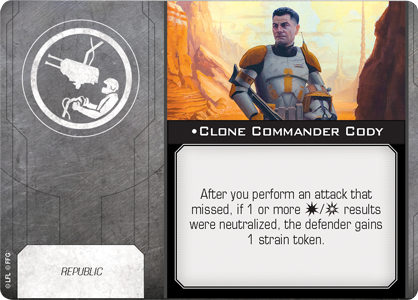 •Clone Commander Cody
After you perform an attack that
missed, if 1 or more / results
were neutralized, the defender gains
1 strain token.
REPUBLIC
© LFL © FFG